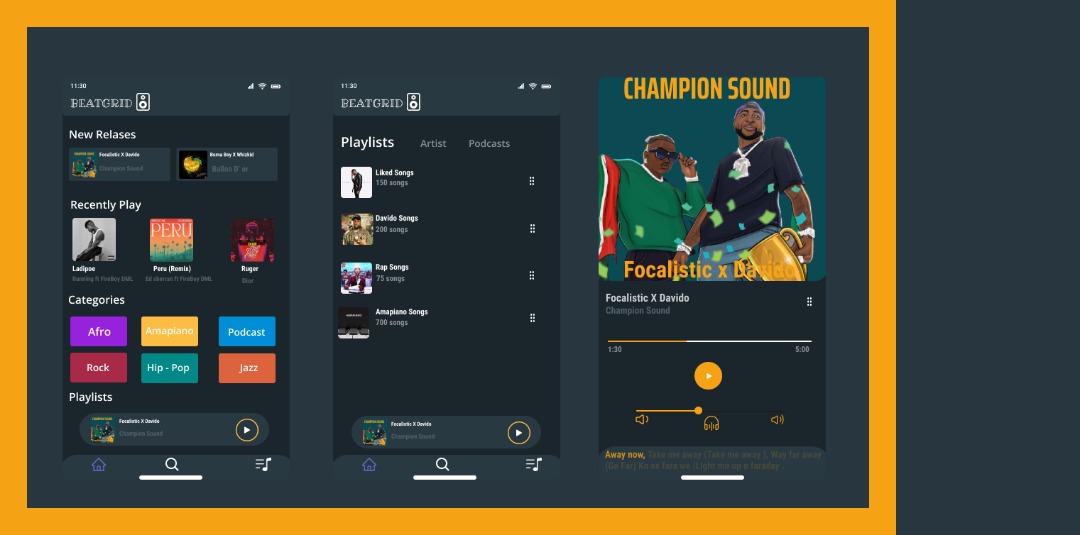 11:30
BEATGRID
New Relases
Focalistic X Davido
Champion Sound
Burna Boy X Whizkid
Ballon D' or
Recently Play
PERU
Ladipoe
Running ft FireBoy DML
Peru (Remix)
Ed sherran ft FireBoy DML
Ruger
Dior
Categories
Afro
Amapiano
Podcast
Rock
Hip - Pop
Jazz
Playlists
Focalistic X Davido
Champion Sound
11:30
BEATGRID
Playlists
Artist
Podcasts
Liked Songs
150 songs
Davido Songs
200 songs
Rap Songs
75 songs
Amapiano Songs
700 songs
Focalistic X Davido
Champion Sound
CHAMPION SOUND
Focalistic x Davido
Focalistic X Davido
Champion Sound
1:30
5:00
Away now, Take me away (Take me away ), Way far away
(Go Far) Ko se fara we (Light me up o faraday .